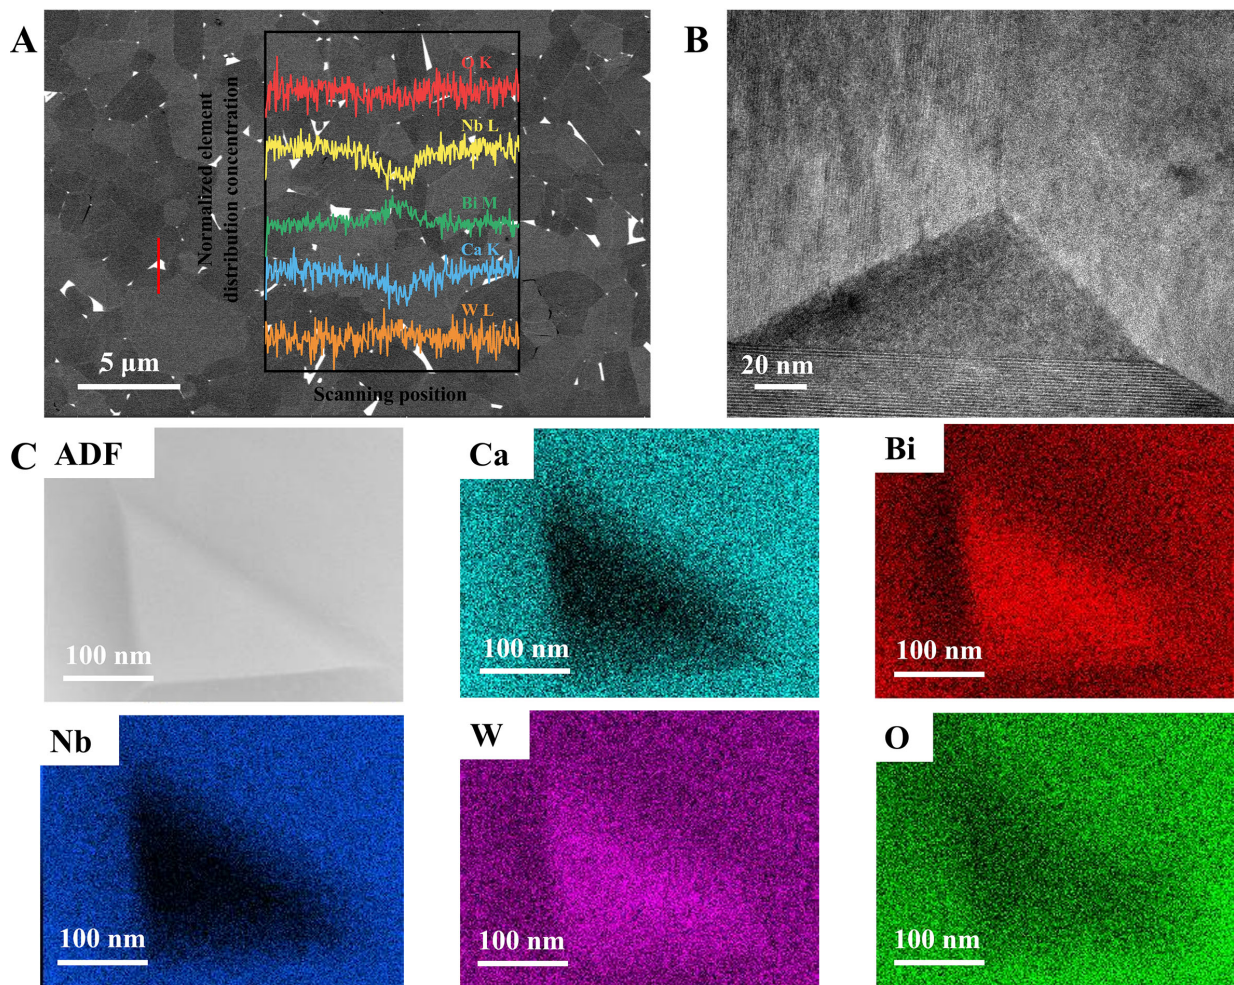 A
Normalized element
distribution concentration
O K
Nb L
Bi M
Ca K
W L
5 μm
Scanning position
B
20 nm
C
ADF
100 nm
Ca
100 nm
Bi
100 nm
Nb
100 nm
W
100 nm
O
100 nm